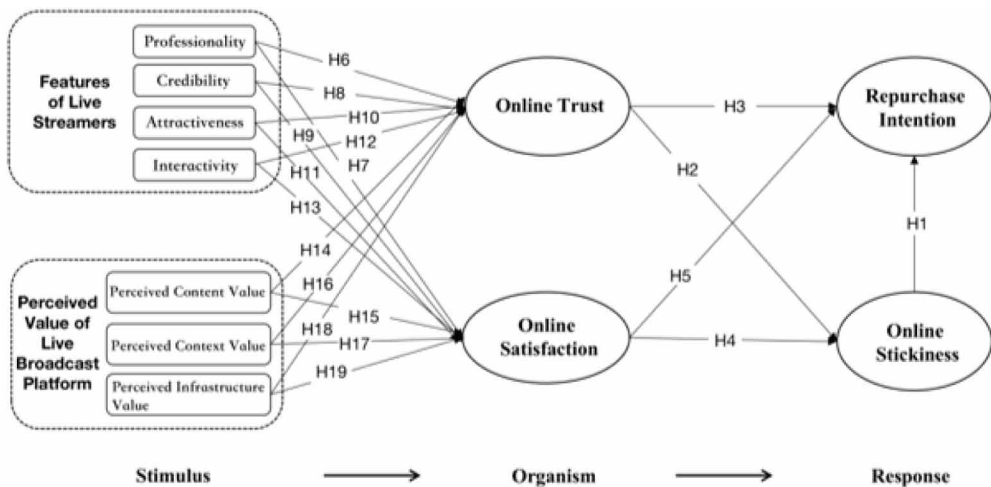 Features
of Live
Streamers
Professionality
Credibility
Attractiveness
Interactivity
H6
H8
H10
H12
H9
H7
H11
H13
Online Trust
H3
H2
Repurchase
Intention
H1
H14
H16
H18
H5
Perceived
Value of
Live
Broadcast
Platform
Perceived Content Value
Perceived Context Value
Perceived Infrastructure
Value
H15
H17
H19
Online
Satisfaction
H4
Online
Stickiness
Stimulus
Organism
Response